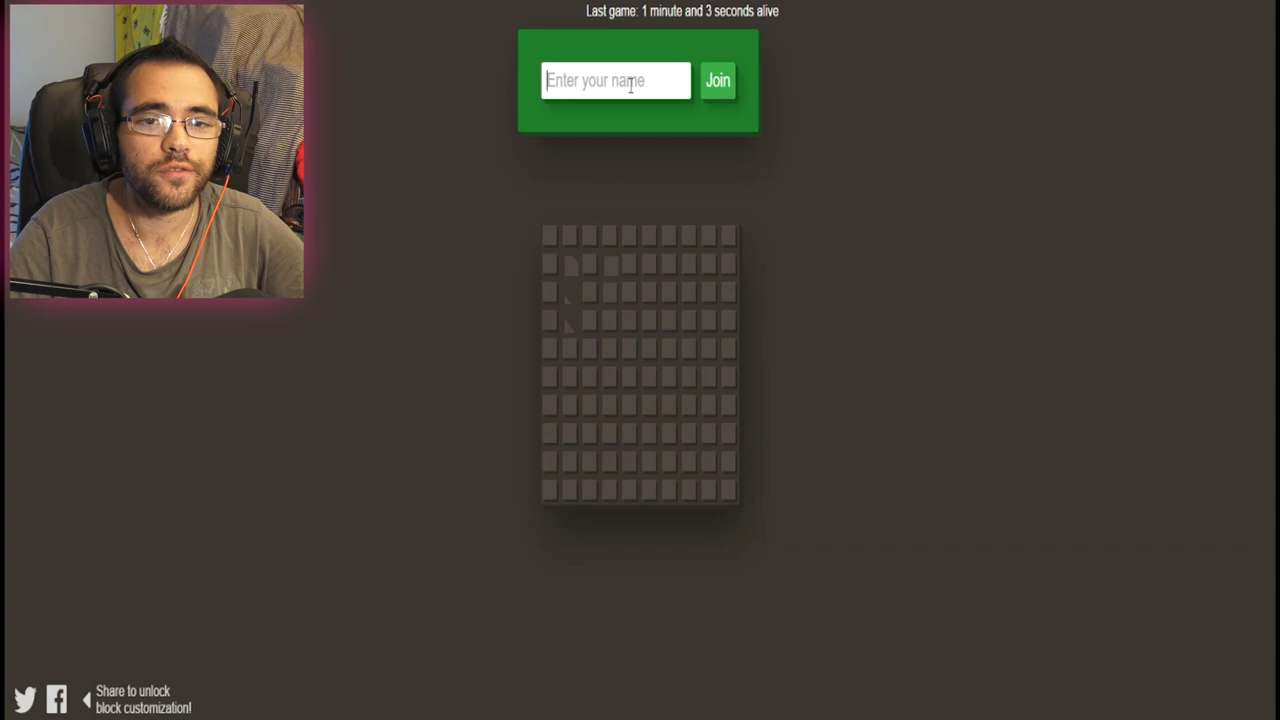 Last game: 1 minute and 3 seconds alive
Enter your name
Join
Share to unlock
block customization!